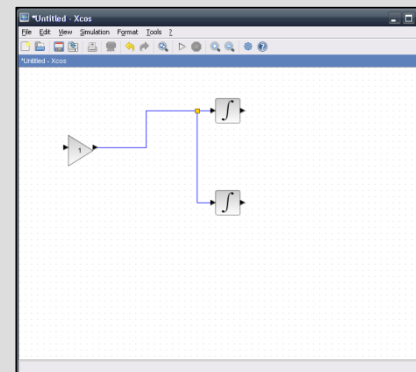 *Untitled - Xcos
File Edit View Simulation Format Tools ?
*Untitled - Xcos
1